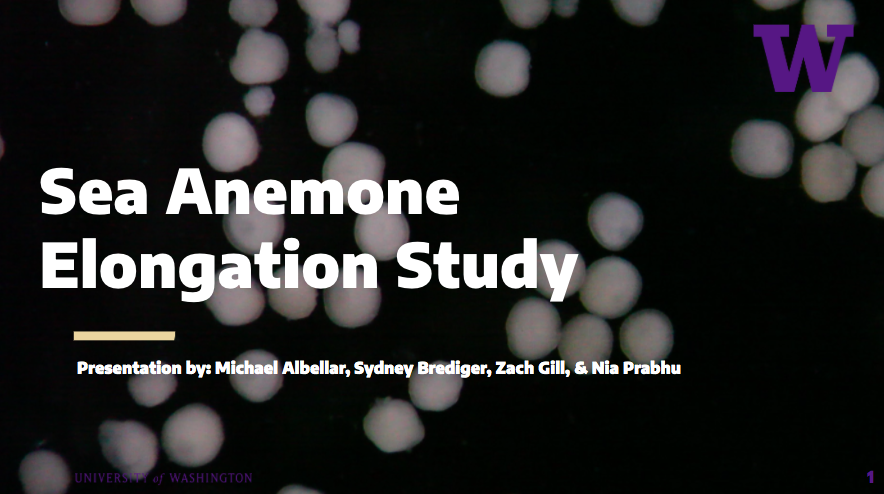 W
Sea Anemone
Elongation Study
Presentation by: Michael Albellar, Sydney Brediger, Zach Gill, & Nia Prabhu
UNIVERSITY of WASHINGTON
1